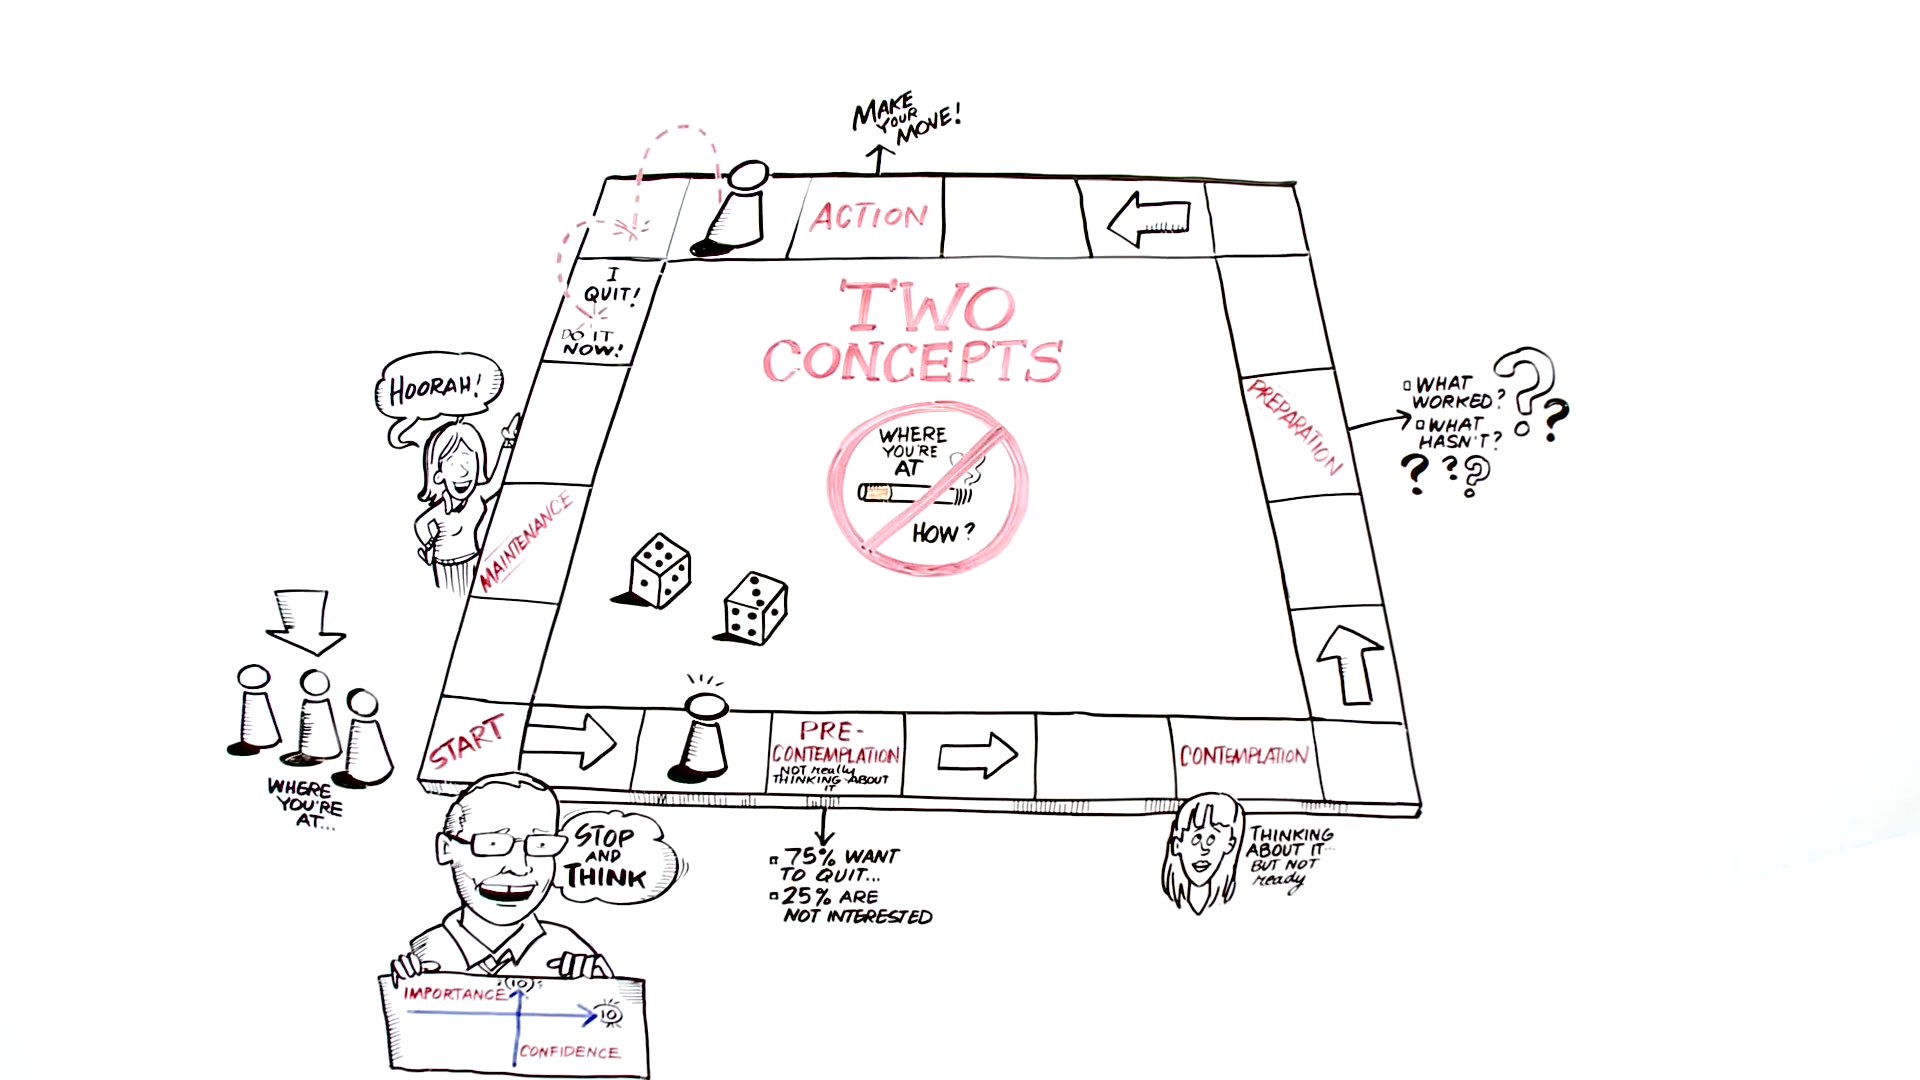 MAKE
YOUR
MOVE!
ACTION
I
QUIT!
DO IT
NOW!
TWO
CONCEPTS
WHERE
YOU'RE
AT
HOW?
HOORAH!
MAINTENANCE
PREPARATION
WHAT
WORKED?
WHAT
HASN'T?
? ? ? ? ?
WHERE
YOU'RE
AT...
START
PRE-
CONTEMPLATION
NOT really
THINKING ABOUT
IT
CONTEMPLATION
STOP
AND
THINK
75% WANT
TO QUIT...
25% ARE
NOT INTERESTED
THINKING
ABOUT IT...
BUT NOT
ready
10
IMPORTANCE
10
CONFIDENCE